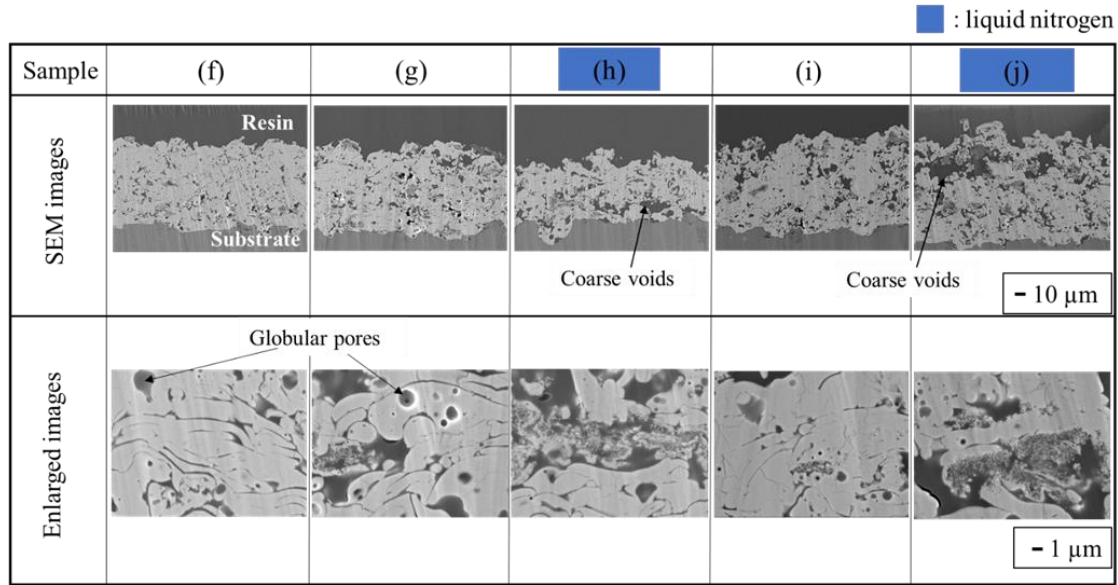 : liquid nitrogen
Sample (f) (g) (h) (i) (j)
SEM images
Resin
Substrate
Coarse voids
Coarse voids
10 µm
Enlarged images
Globular pores
1 µm